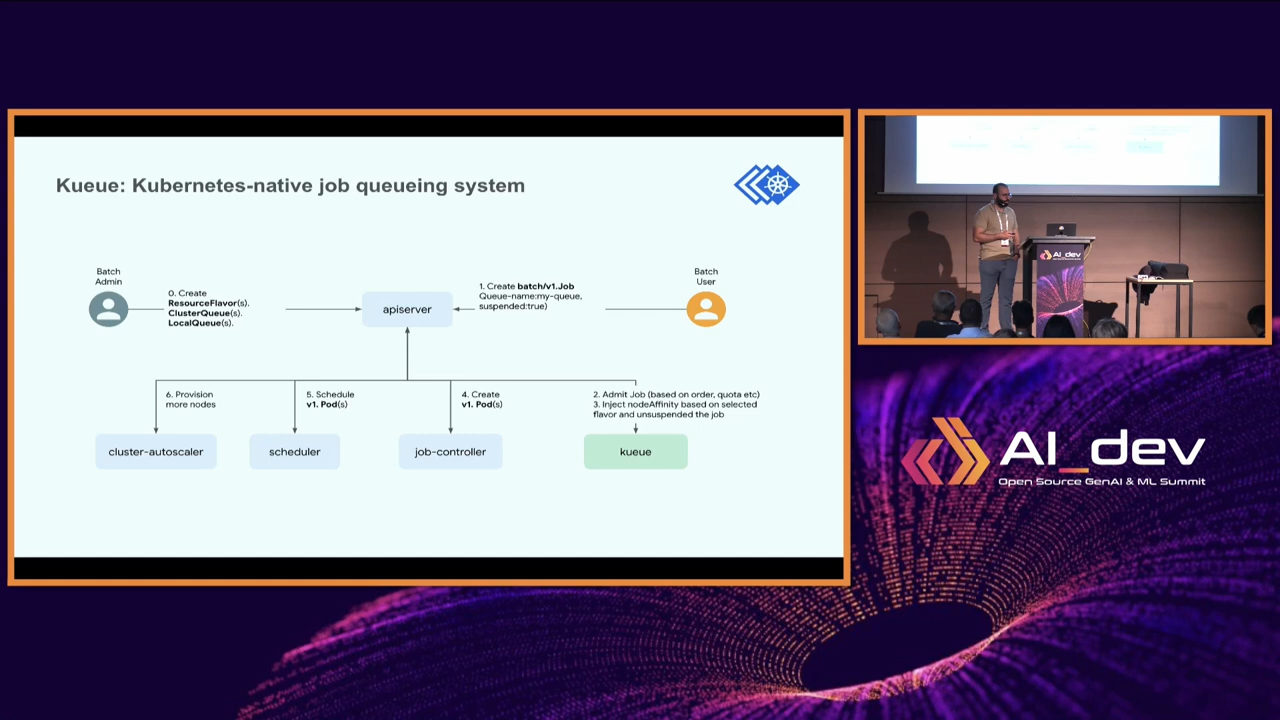 Kueue: Kubernetes-native job queueing system
Batch
Admin
0. Create
ResourceFlavor(s).
ClusterQueue(s).
LocalQueue(s).
apiserver
1. Create batch/v1.Job
Queue-name:my-queue,
suspended:true)
Batch
User
6. Provision
more nodes
5. Schedule
v1. Pod(s)
4. Create
v1. Pod(s)
2. Admit Job (based on order, quota etc)
3. Inject nodeAffinity based on selected
flavor and unsuspended the job
cluster-autoscaler
scheduler
job-controller
kueue
AI_dev
AI_dev
Open Source GenAI & ML Summit